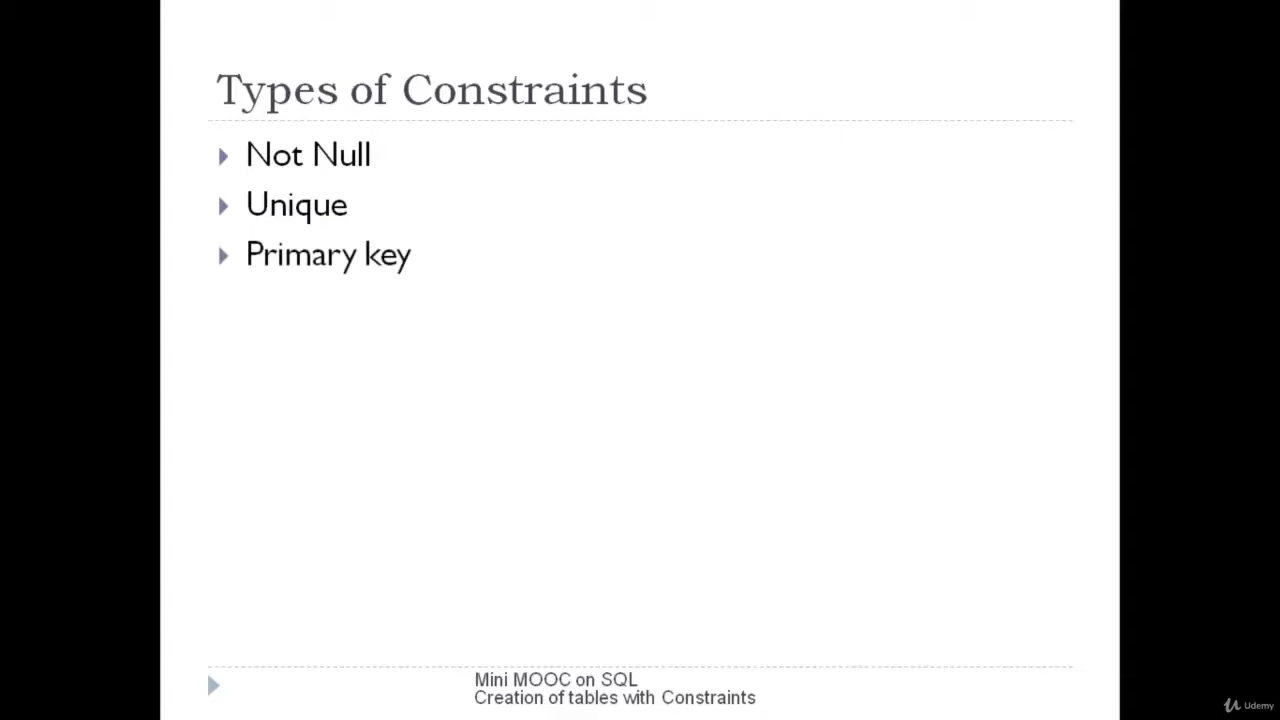 Types of Constraints
Not Null
Unique
Primary key
Mini MOOC on SQL
Creation of tables with Constraints
Udemy